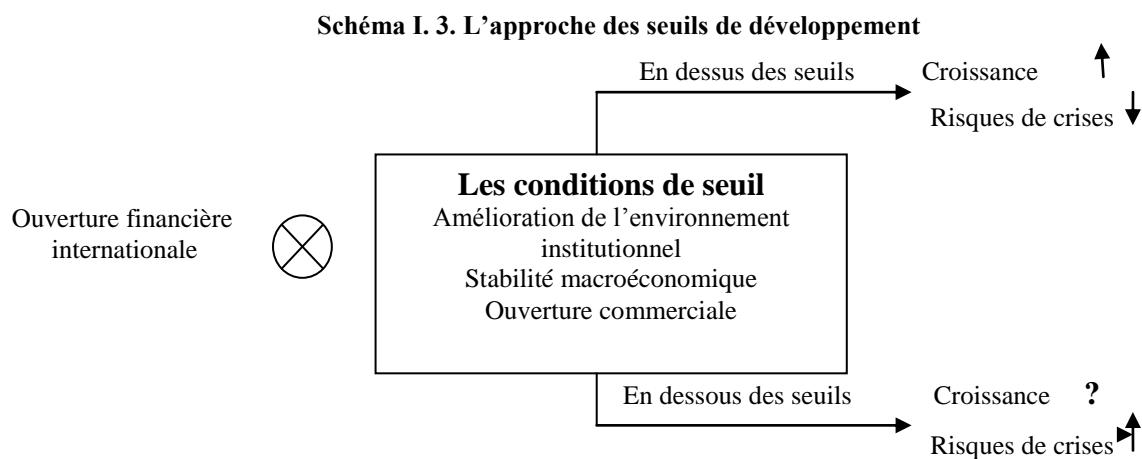 Schéma I. 3. L’approche des seuils de développement
En dessus des seuils
Croissance
Risques de crises
Ouverture financière
internationale
Les conditions de seuil
Amélioration de l’environnement
institutionnel
Stabilité macroéconomique
Ouverture commerciale
En dessous des seuils
Croissance ?
Risques de crises